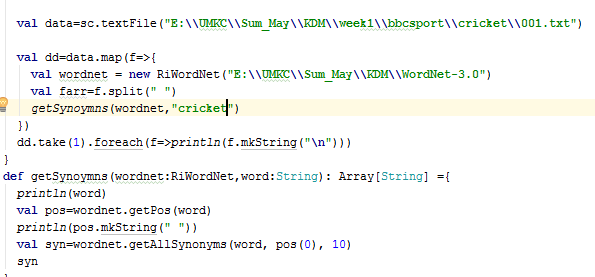 val data=sc.textFile("E:\\UMKC\\Sum_May\\KDM\\week1\\bbcsport\\cricket\\001.txt")
val dd=data.map(f=>{
val wordnet = new RiWordNet("E:\\UMKC\\Sum_May\\KDM\\WordNet-3.0")
val farr=f.split(" ")
getSynoymns(wordnet,"cricket")
})
dd.take(1).foreach(f=>println(f.mkString("\n")))
}
def getSynoymns(wordnet:RiWordNet,word:String): Array[String] ={
println(word)
val pos=wordnet.getPos(word)
println(pos.mkString(" "))
val syn=wordnet.getAllSynonyms(word, pos(0), 10)
syn